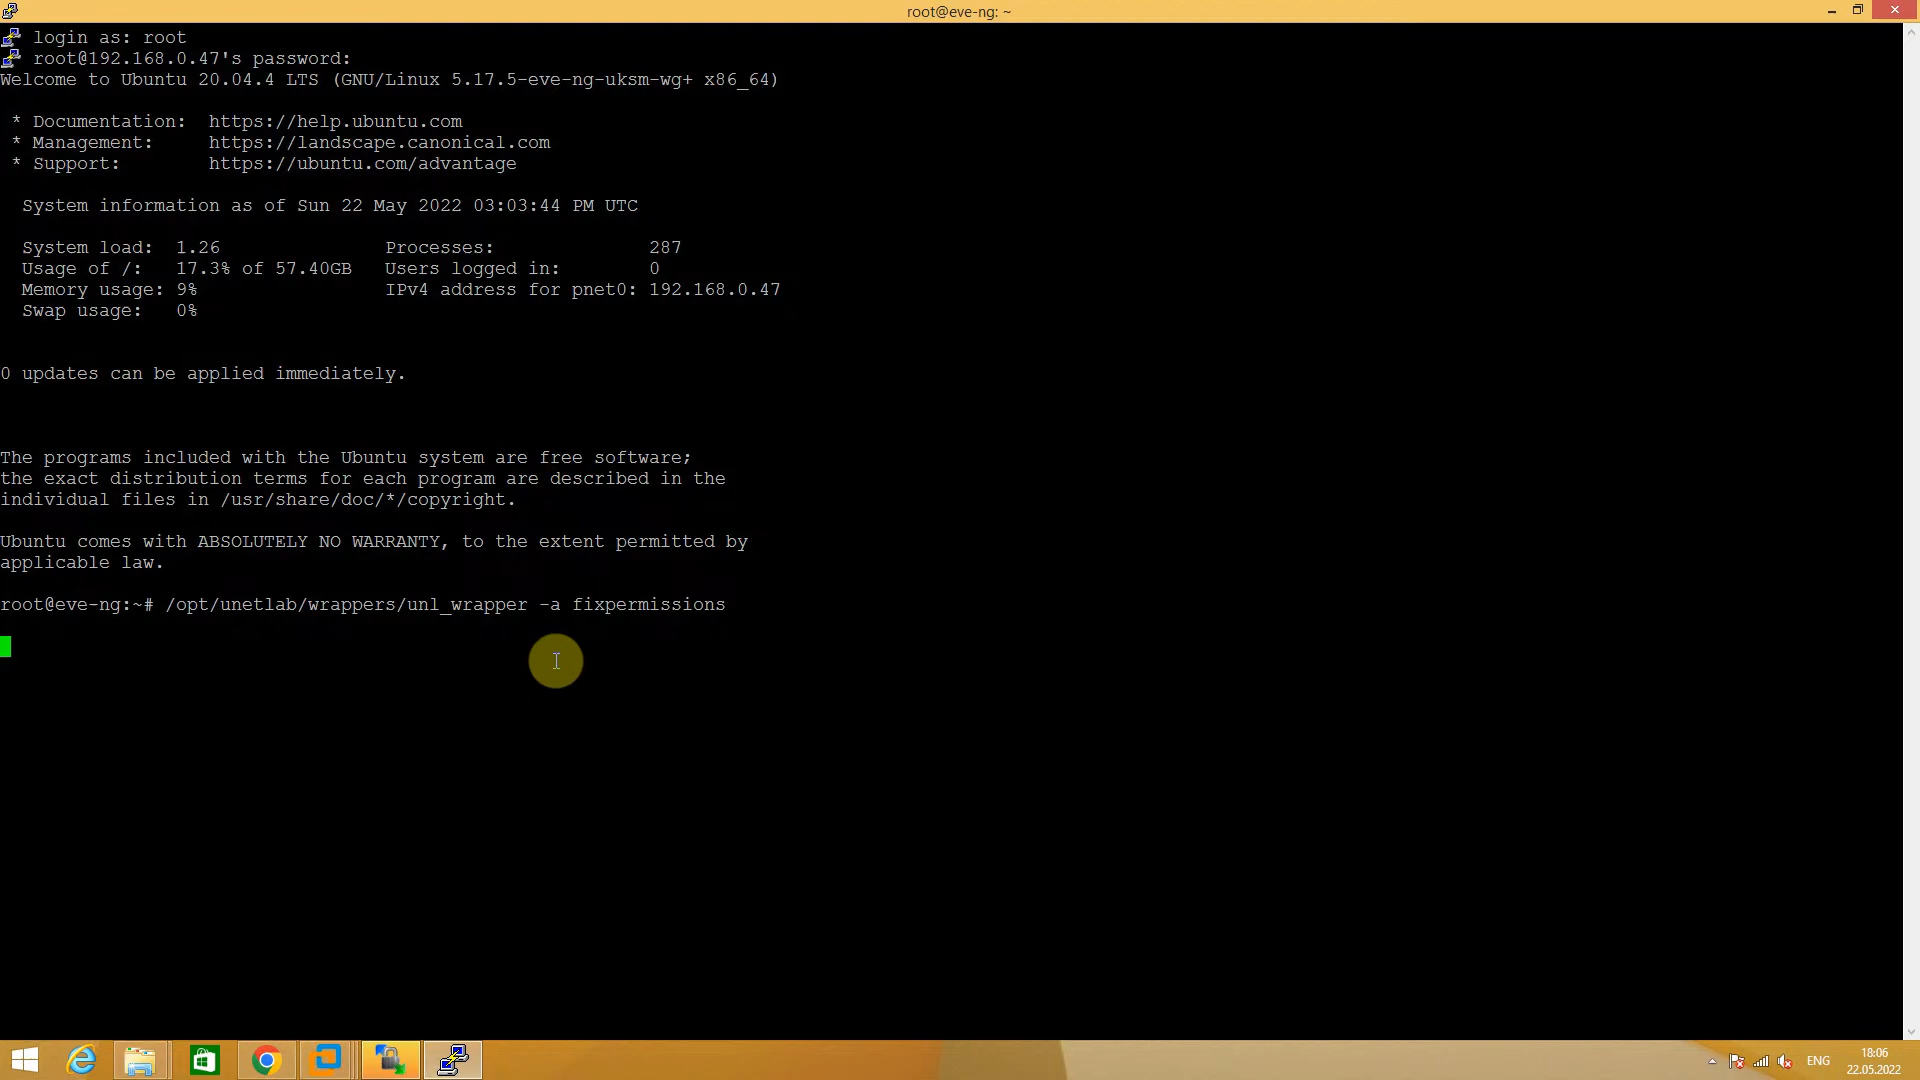 root@eve-ng: ~
login as: root
root@192.168.0.47's password:
Welcome to Ubuntu 20.04.4 LTS (GNU/Linux 5.17.5-eve-ng-uksm-wg+ x86_64)
* Documentation:  https://help.ubuntu.com
* Management:     https://landscape.canonical.com
* Support:        https://ubuntu.com/advantage
System information as of Sun 22 May 2022 03:03:44 PM UTC
System load:  1.26               Processes:               287
Usage of /:   17.3% of 57.40GB   Users logged in:         0
Memory usage: 9%                 IPv4 address for pnet0: 192.168.0.47
Swap usage:   0%
0 updates can be applied immediately.
The programs included with the Ubuntu system are free software;
the exact distribution terms for each program are described in the
individual files in /usr/share/doc/*/copyright.
Ubuntu comes with ABSOLUTELY NO WARRANTY, to the extent permitted by
applicable law.
root@eve-ng:~# /opt/unetlab/wrappers/unl_wrapper -a fixpermissions
ENG
18:06
22.05.2022